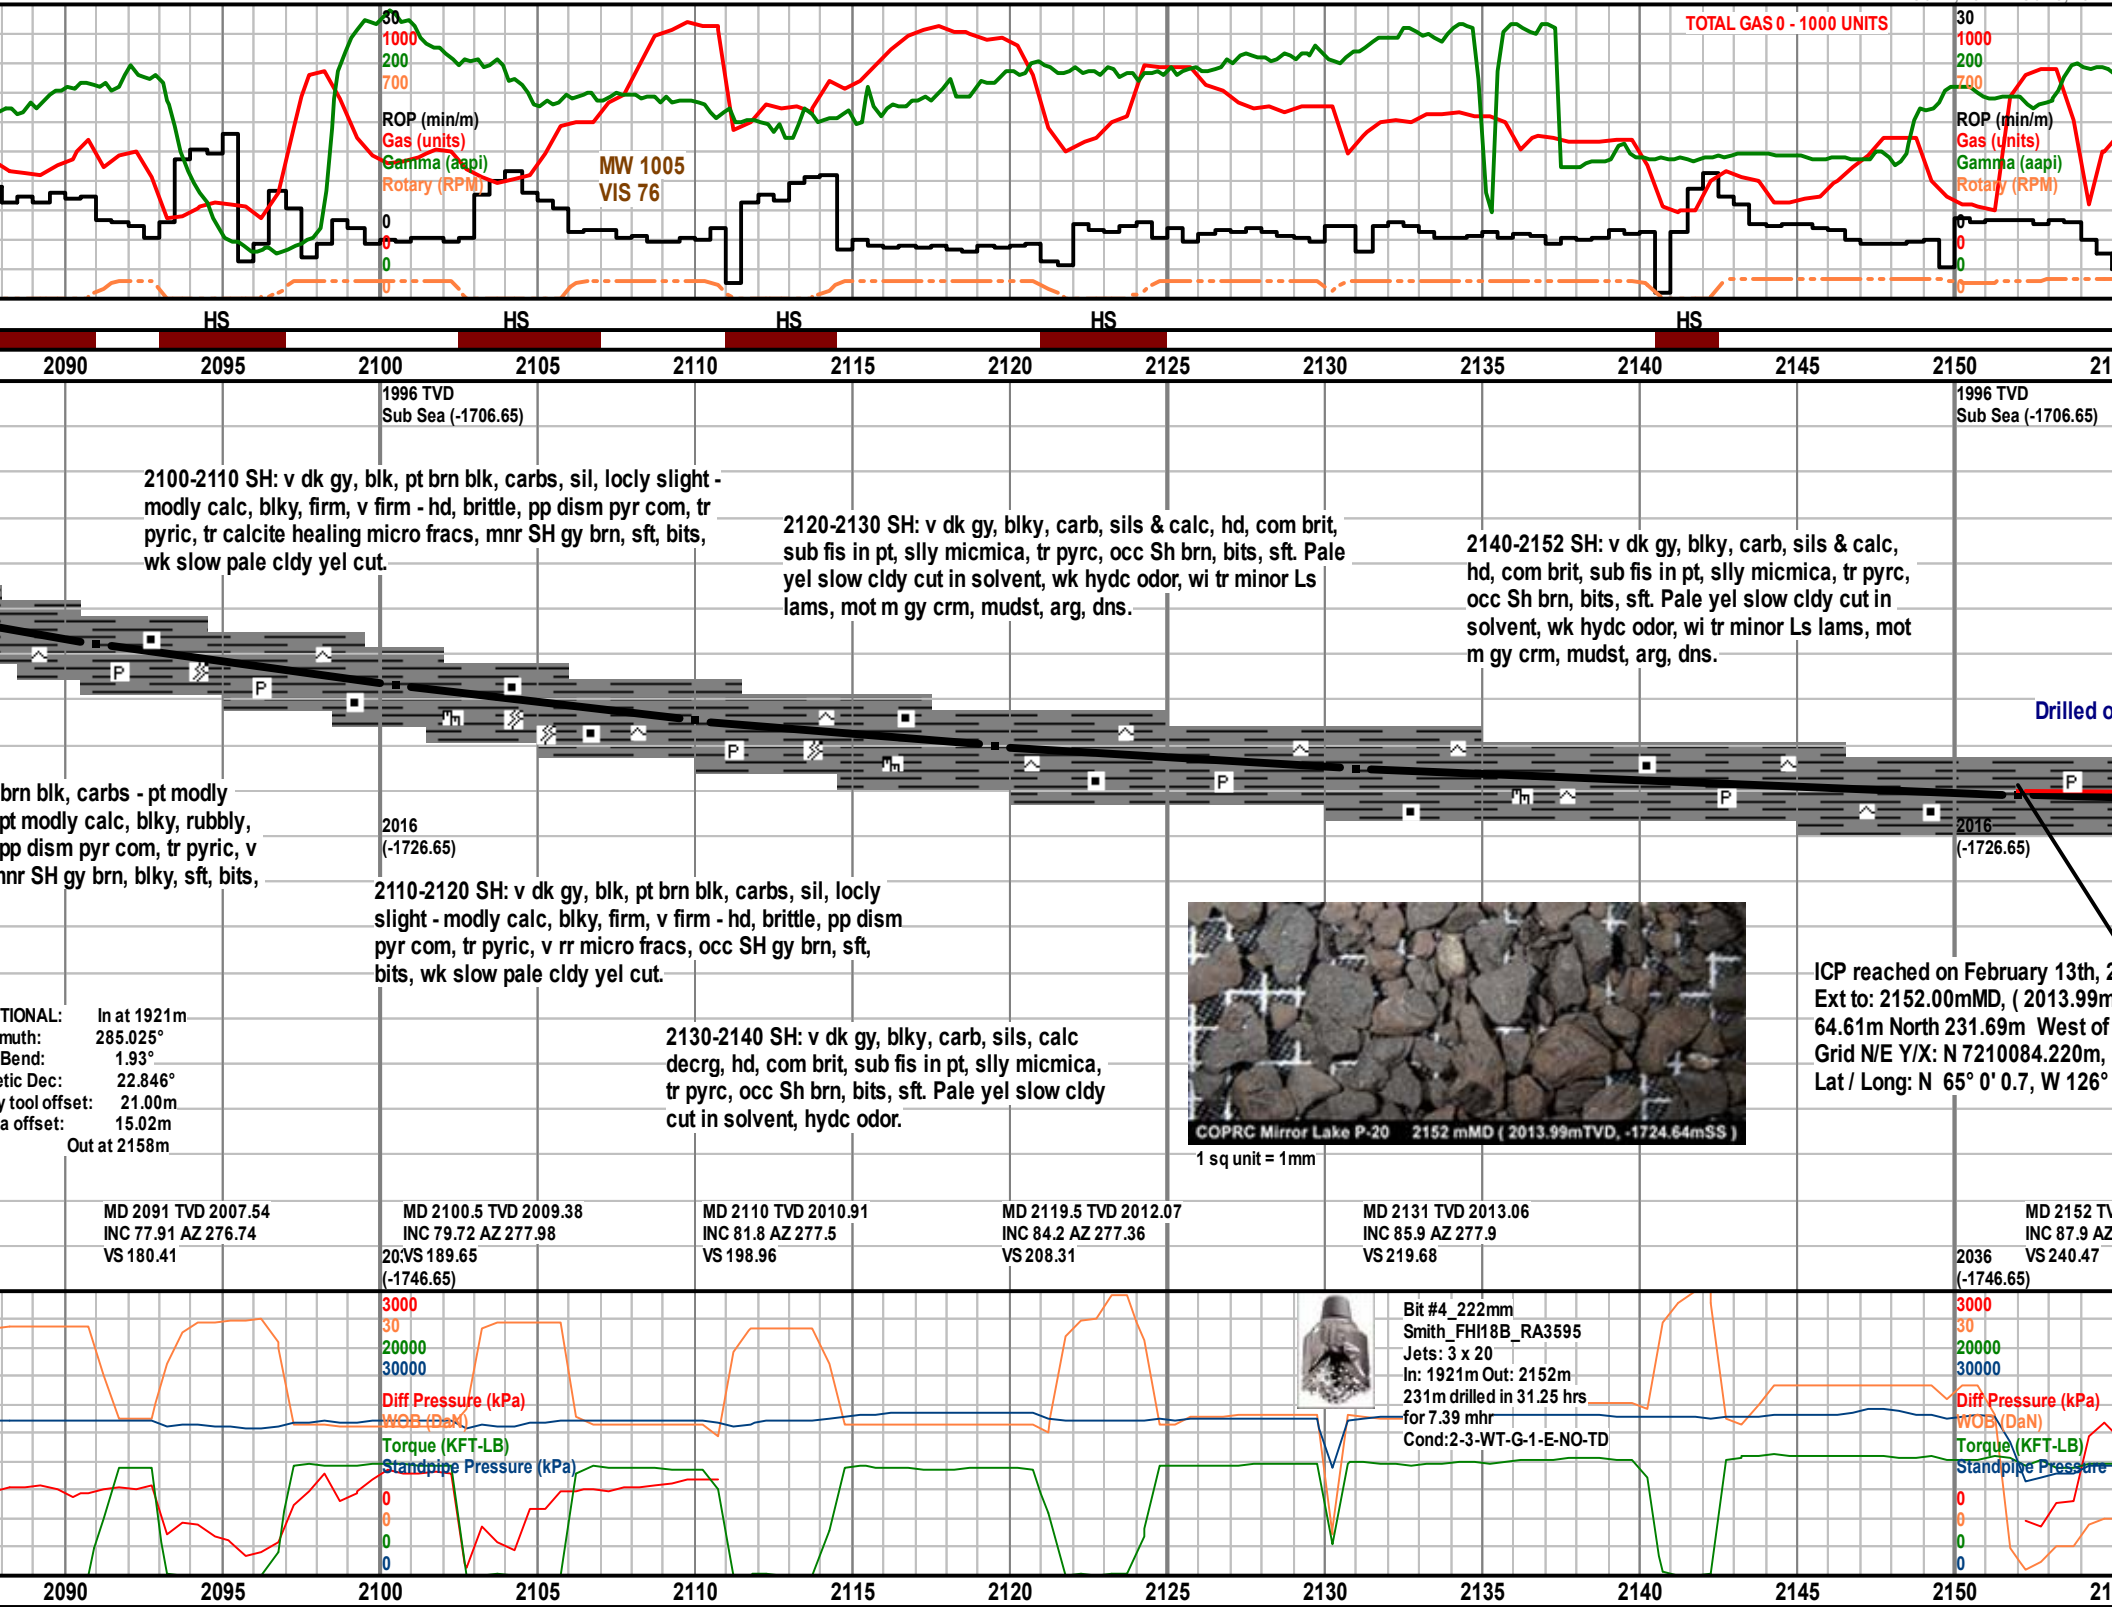 TOTAL GAS 0 - 1000 UNITS
30
1000
200
700
ROP (min/m)
Gas (units)
Gamma (aapi)
Rotary (RPM)
0
0
0
0
MW 1005
VIS 76
30
1000
200
700
ROP (min/m)
Gas (units)
Gamma (aapi)
Rotary (RPM)
0
0
0
0
HS HS HS HS HS
2090 2095 2100 2105 2110 2115 2120 2125 2130 2135 2140 2145 2150 21
1996 TVD
Sub Sea (-1706.65)
1996 TVD
Sub Sea (-1706.65)
2100-2110 SH: v dk gy, blk, pt brn blk, carbs, sil, locly slight -
modly calc, blky, firm, v firm - hd, brittle, pp dism pyr com, tr
pyric, tr calcite healing micro fracs, mnr SH gy brn, sft, bits,
wk slow pale cldy yel cut.
2120-2130 SH: v dk gy, blky, carb, sils & calc, hd, com brit,
sub fis in pt, slly micmica, tr pyrc, occ Sh brn, bits, sft. Pale
yel slow cldy cut in solvent, wk hydc odor, wi tr minor Ls
lams, mot m gy crm, mudst, arg, dns.
2140-2152 SH: v dk gy, blky, carb, sils & calc,
hd, com brit, sub fis in pt, slly micmica, tr pyrc,
occ Sh brn, bits, sft. Pale yel slow cldy cut in
solvent, wk hydc odor, wi tr minor Ls lams, mot
m gy crm, mudst, arg, dns.
Drilled o
P P P P P P P
brn blk, carbs - pt modly
pt modly calc, blky, rubbly,
pp dism pyr com, tr pyric, v
mnr SH gy brn, blky, sft, bits,
2016
(-1726.65)
2016
(-1726.65)
2110-2120 SH: v dk gy, blk, pt brn blk, carbs, sil, locly
slight - modly calc, blky, firm, v firm - hd, brittle, pp dism
pyr com, tr pyric, v rr micro fracs, occ SH gy brn, sft,
bits, wk slow pale cldy yel cut.
TIONAL: In at 1921m
muth: 285.025°
Bend: 1.93°
etic Dec: 22.846°
y tool offset: 21.00m
a offset: 15.02m
Out at 2158m
2130-2140 SH: v dk gy, blky, carb, sils, calc
decrg, hd, com brit, sub fis in pt, slly micmica,
tr pyrc, occ Sh brn, bits, sft. Pale yel slow cldy
cut in solvent, hydc odor.
COPRC Mirror Lake P-20 2152 mMD ( 2013.99mTVD, -1724.64mSS )
1 sq unit = 1mm
ICP reached on February 13th, 2
Ext to: 2152.00mMD, ( 2013.99m
64.61m North 231.69m West of
Grid N/E Y/X: N 7210084.220m,
Lat / Long: N 65° 0' 0.7, W 126°
MD 2091 TVD 2007.54
INC 77.91 AZ 276.74
VS 180.41
MD 2100.5 TVD 2009.38
INC 79.72 AZ 277.98
VS 189.65
(-1746.65)
MD 2110 TVD 2010.91
INC 81.8 AZ 277.5
VS 198.96
MD 2119.5 TVD 2012.07
INC 84.2 AZ 277.36
VS 208.31
MD 2131 TVD 2013.06
INC 85.9 AZ 277.9
VS 219.68
MD 2152 TV
INC 87.9 AZ
VS 240.47
2036
(-1746.65)
3000
30
20000
30000
Diff Pressure (kPa)
WOB (DaN)
Torque (KFT-LB)
Standpipe Pressure (kPa)
0
0
0
0
Bit #4_222mm
Smith_FHI18B_RA3595
Jets: 3 x 20
In: 1921m Out: 2152m
231m drilled in 31.25 hrs
for 7.39 mhr
Cond:2-3-WT-G-1-E-NO-TD
3000
30
20000
30000
Diff Pressure (kPa)
WOB (DaN)
Torque (KFT-LB)
Standpipe Pressure
0
0
0
0
2090 2095 2100 2105 2110 2115 2120 2125 2130 2135 2140 2145 2150 21